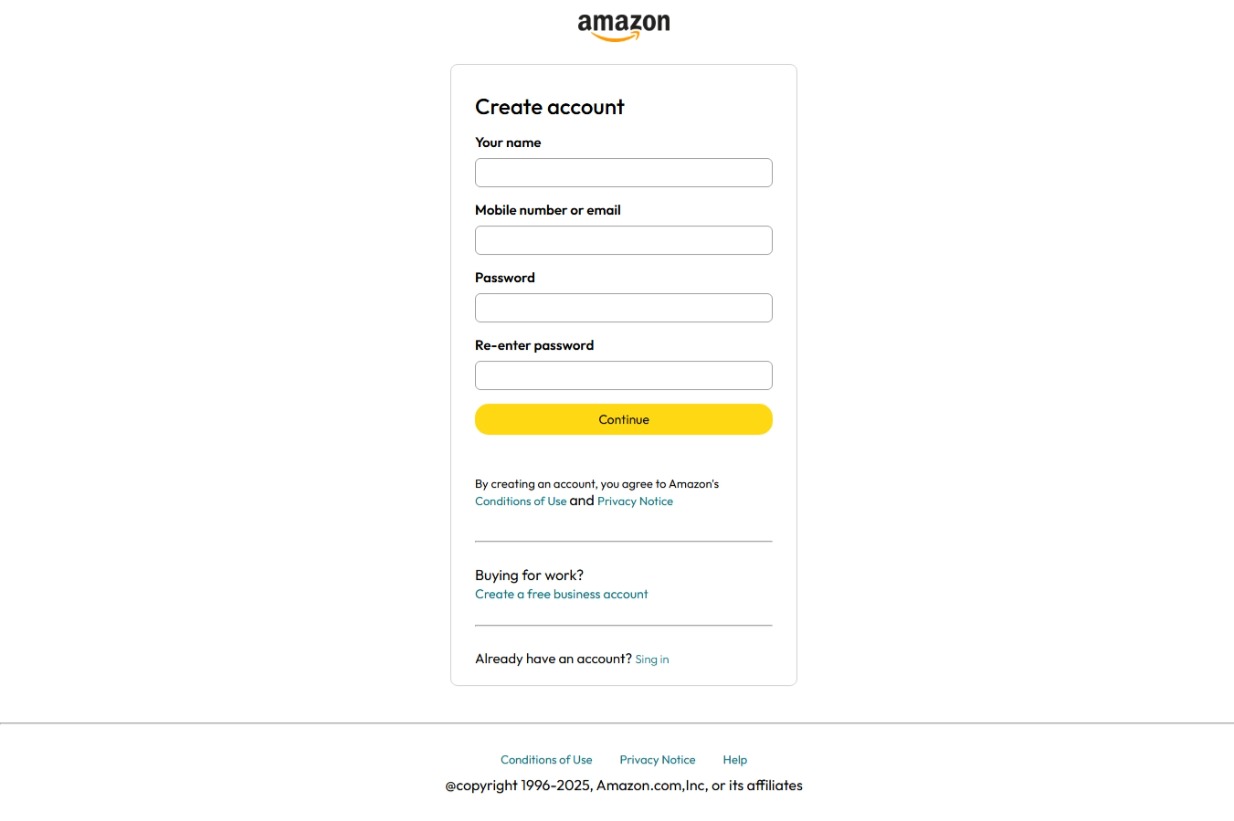 amazon
Create account
Your name
Mobile number or email
Password
Re-enter password
Continue
By creating an account, you agree to Amazon's
Conditions of Use and Privacy Notice
Buying for work?
Create a free business account
Already have an account? Sing in
Conditions of Use Privacy Notice Help
@copyright 1996-2025, Amazon.com,Inc, or its affiliates